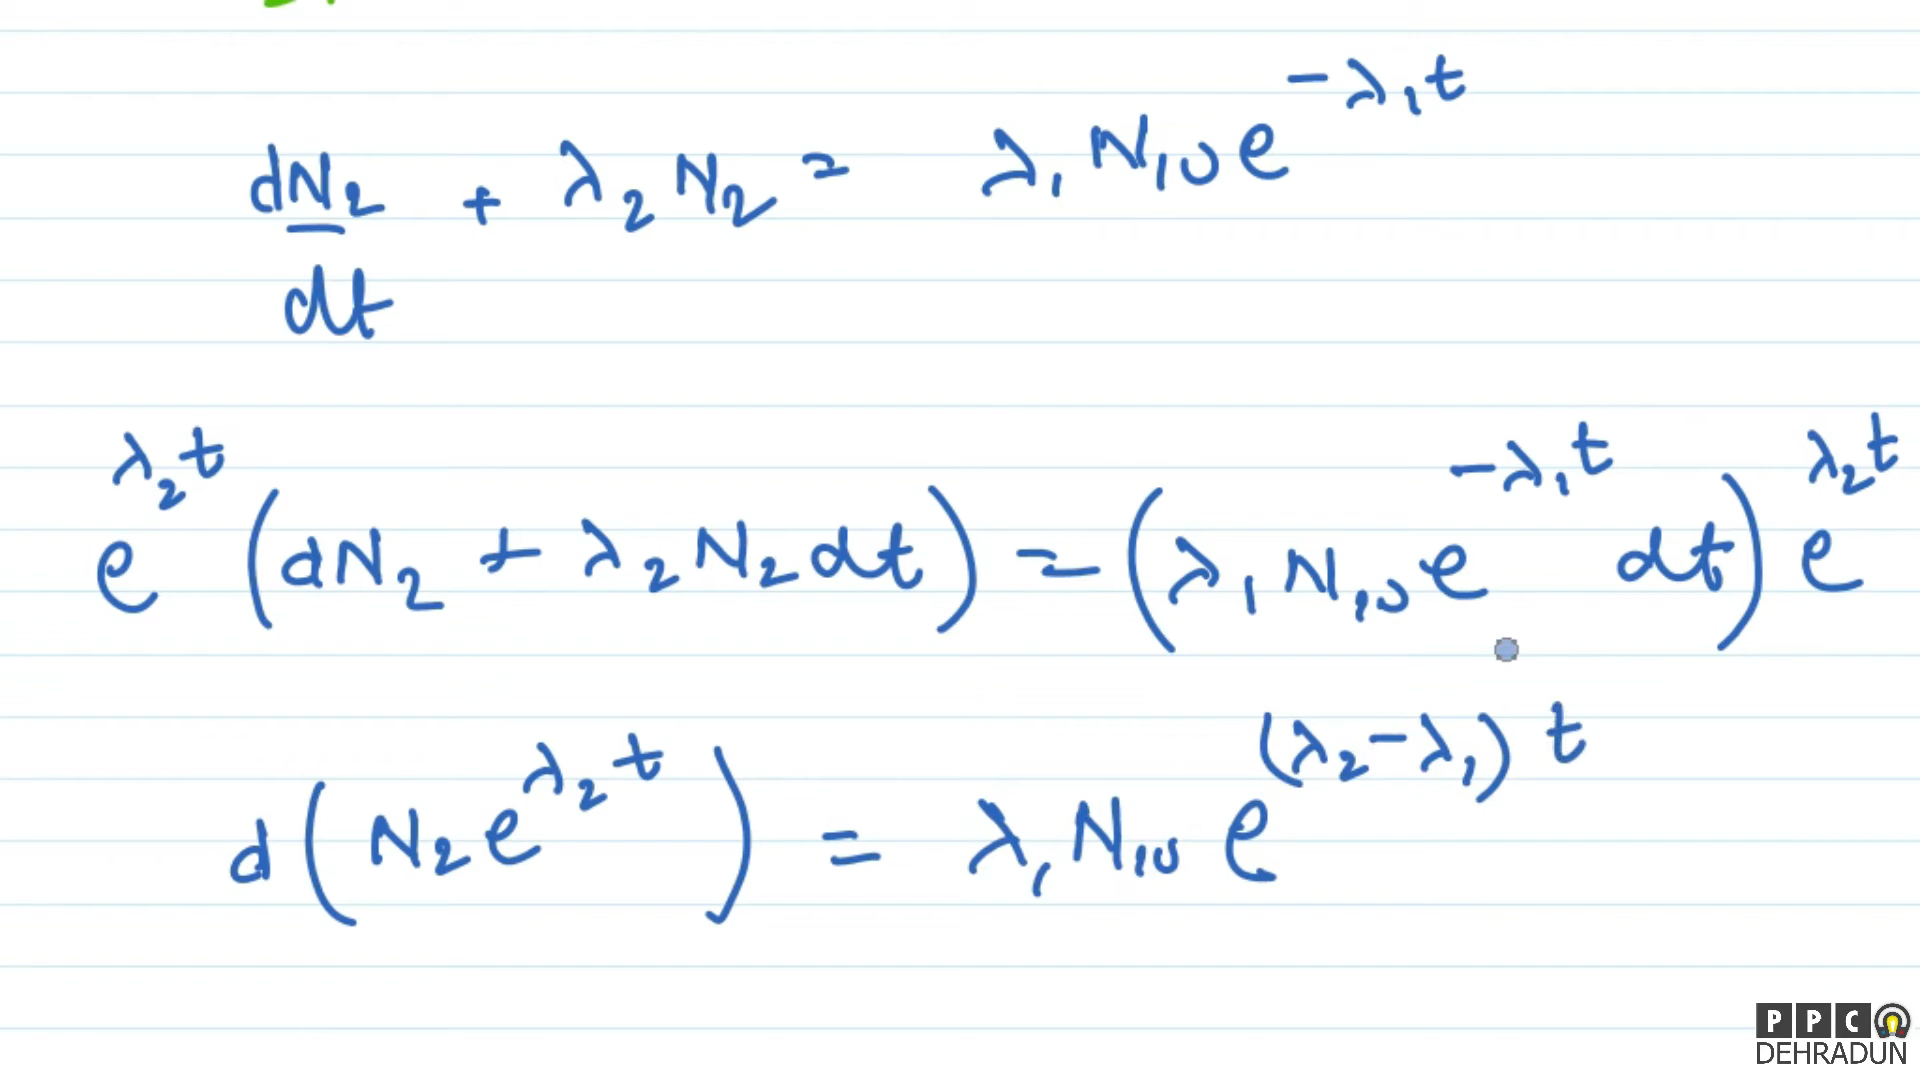 dN₂/dt + λ₂N₂ = λ₁N₁₀e^(-λ₁t)
e^(λ₂t) (dN₂ + λ₂N₂dt) = (λ₁N₁₀e^(-λ₁t) dt) e^(λ₂t)
d(N₂e^(λ₂t)) = λ₁N₁₀ e^((λ₂-λ₁)t)
PPC
DEHRADUN